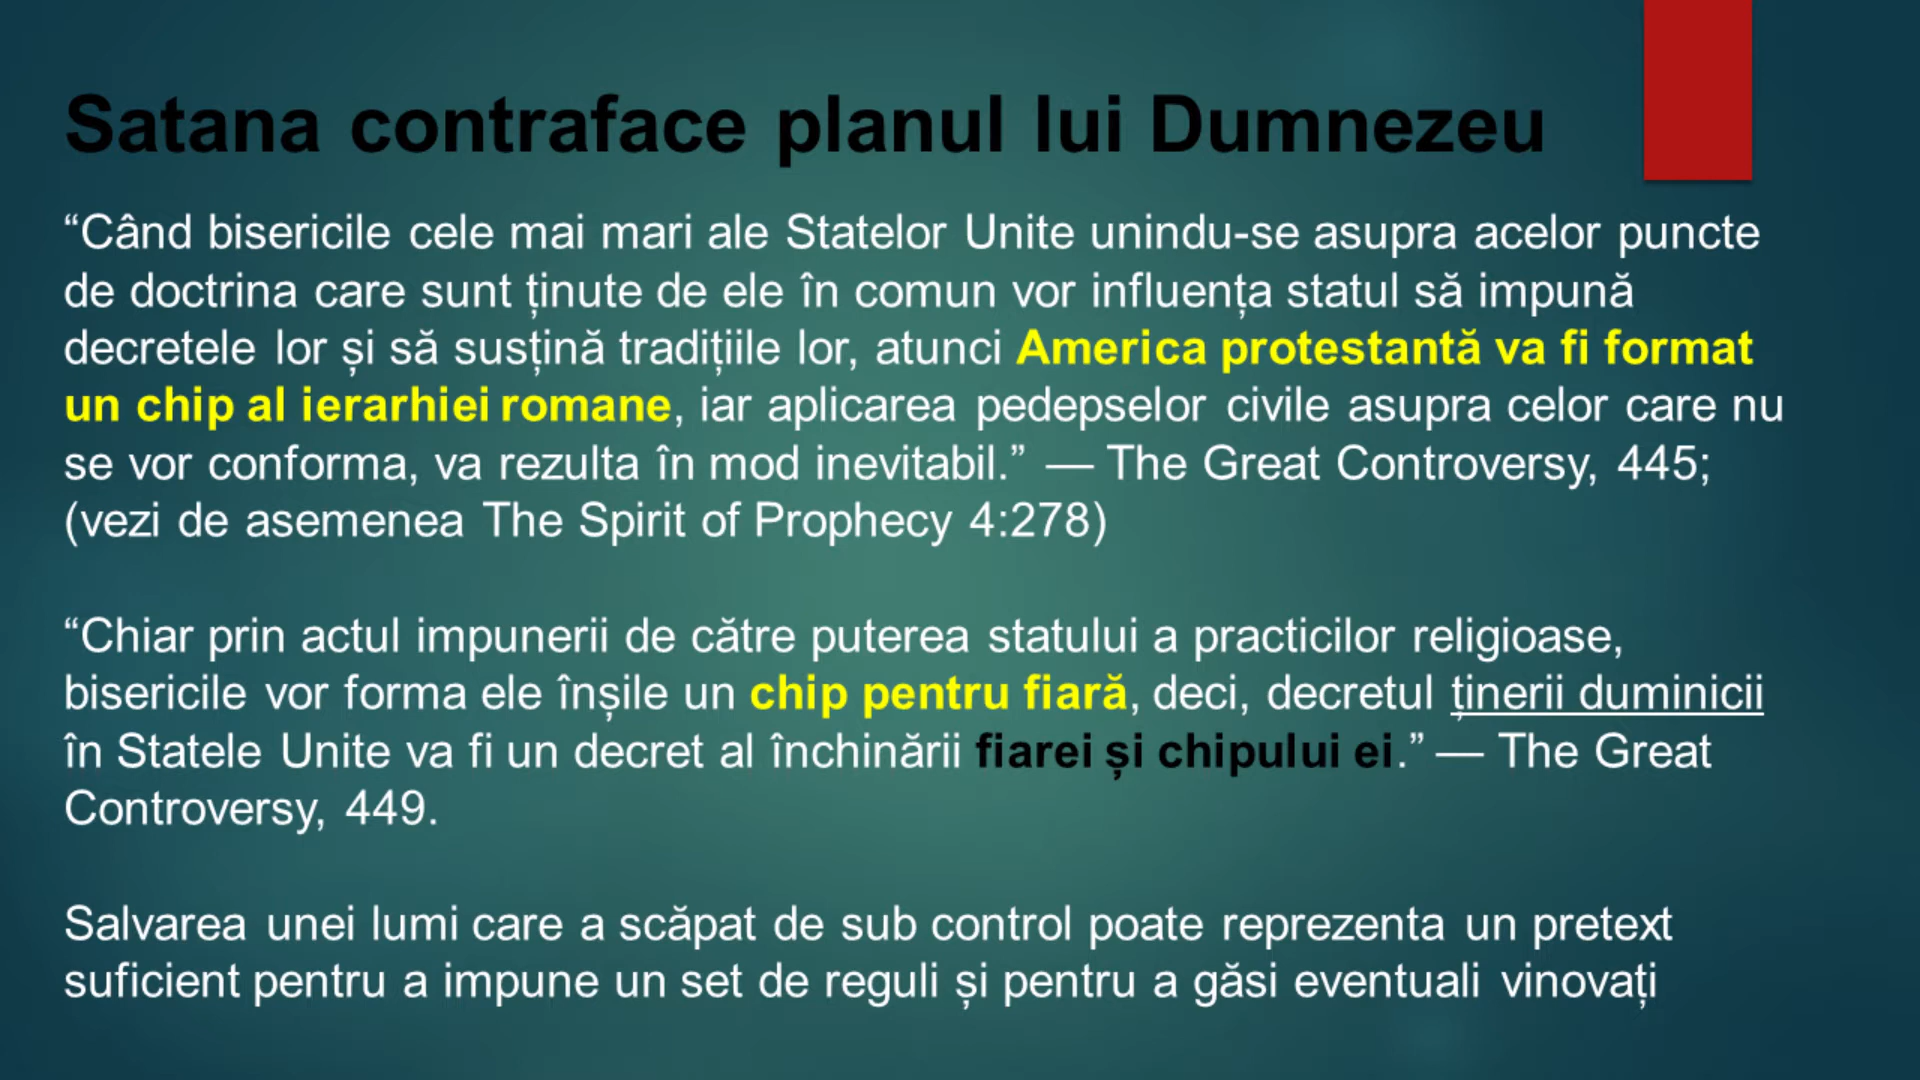 Satana contraface planul lui Dumnezeu
“Când bisericile cele mai mari ale Statelor Unite unindu-se asupra acelor puncte
de doctrina care sunt ținute de ele în comun vor influența statul să impună
decretele lor și să susțină tradițiile lor, atunci America protestantă va fi format
un chip al ierarhiei romane, iar aplicarea pedepselor civile asupra celor care nu
se vor conforma, va rezulta în mod inevitabil.” — The Great Controversy, 445;
(vezi de asemenea The Spirit of Prophecy 4:278)
“Chiar prin actul impunerii de către puterea statului a practicilor religioase,
bisericile vor forma ele înșile un chip pentru fiară, deci, decretul ținerii duminicii
în Statele Unite va fi un decret al închinării fiarei și chipului ei.” — The Great
Controversy, 449.
Salvarea unei lumi care a scăpat de sub control poate reprezenta un pretext
suficient pentru a impune un set de reguli și pentru a găsi eventuali vinovați